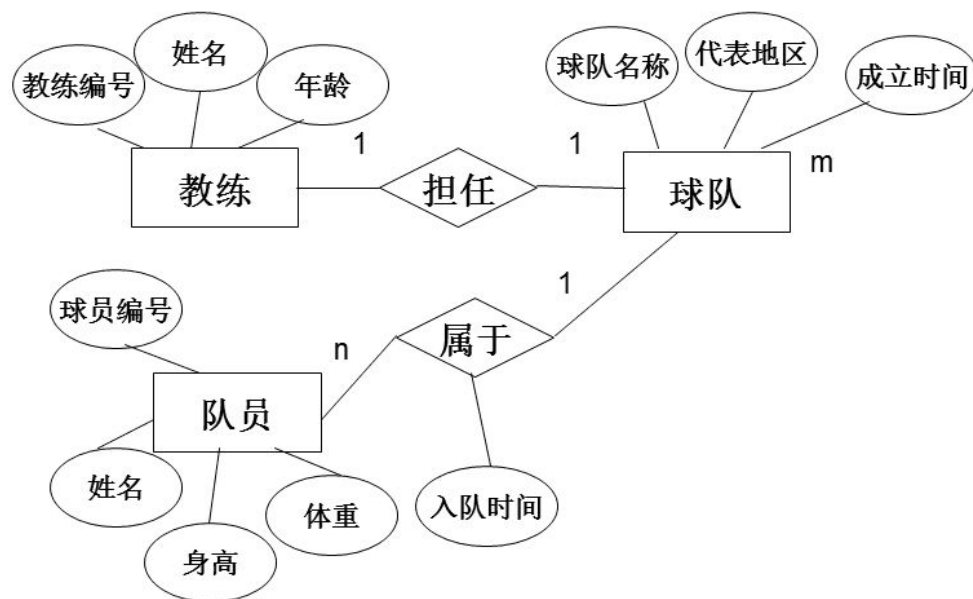 姓名
教练编号
年龄
球队名称
代表地区
成立时间
1
1
m
教练
担任
球队
球员编号
1
n
属于
队员
姓名
体重
入队时间
身高